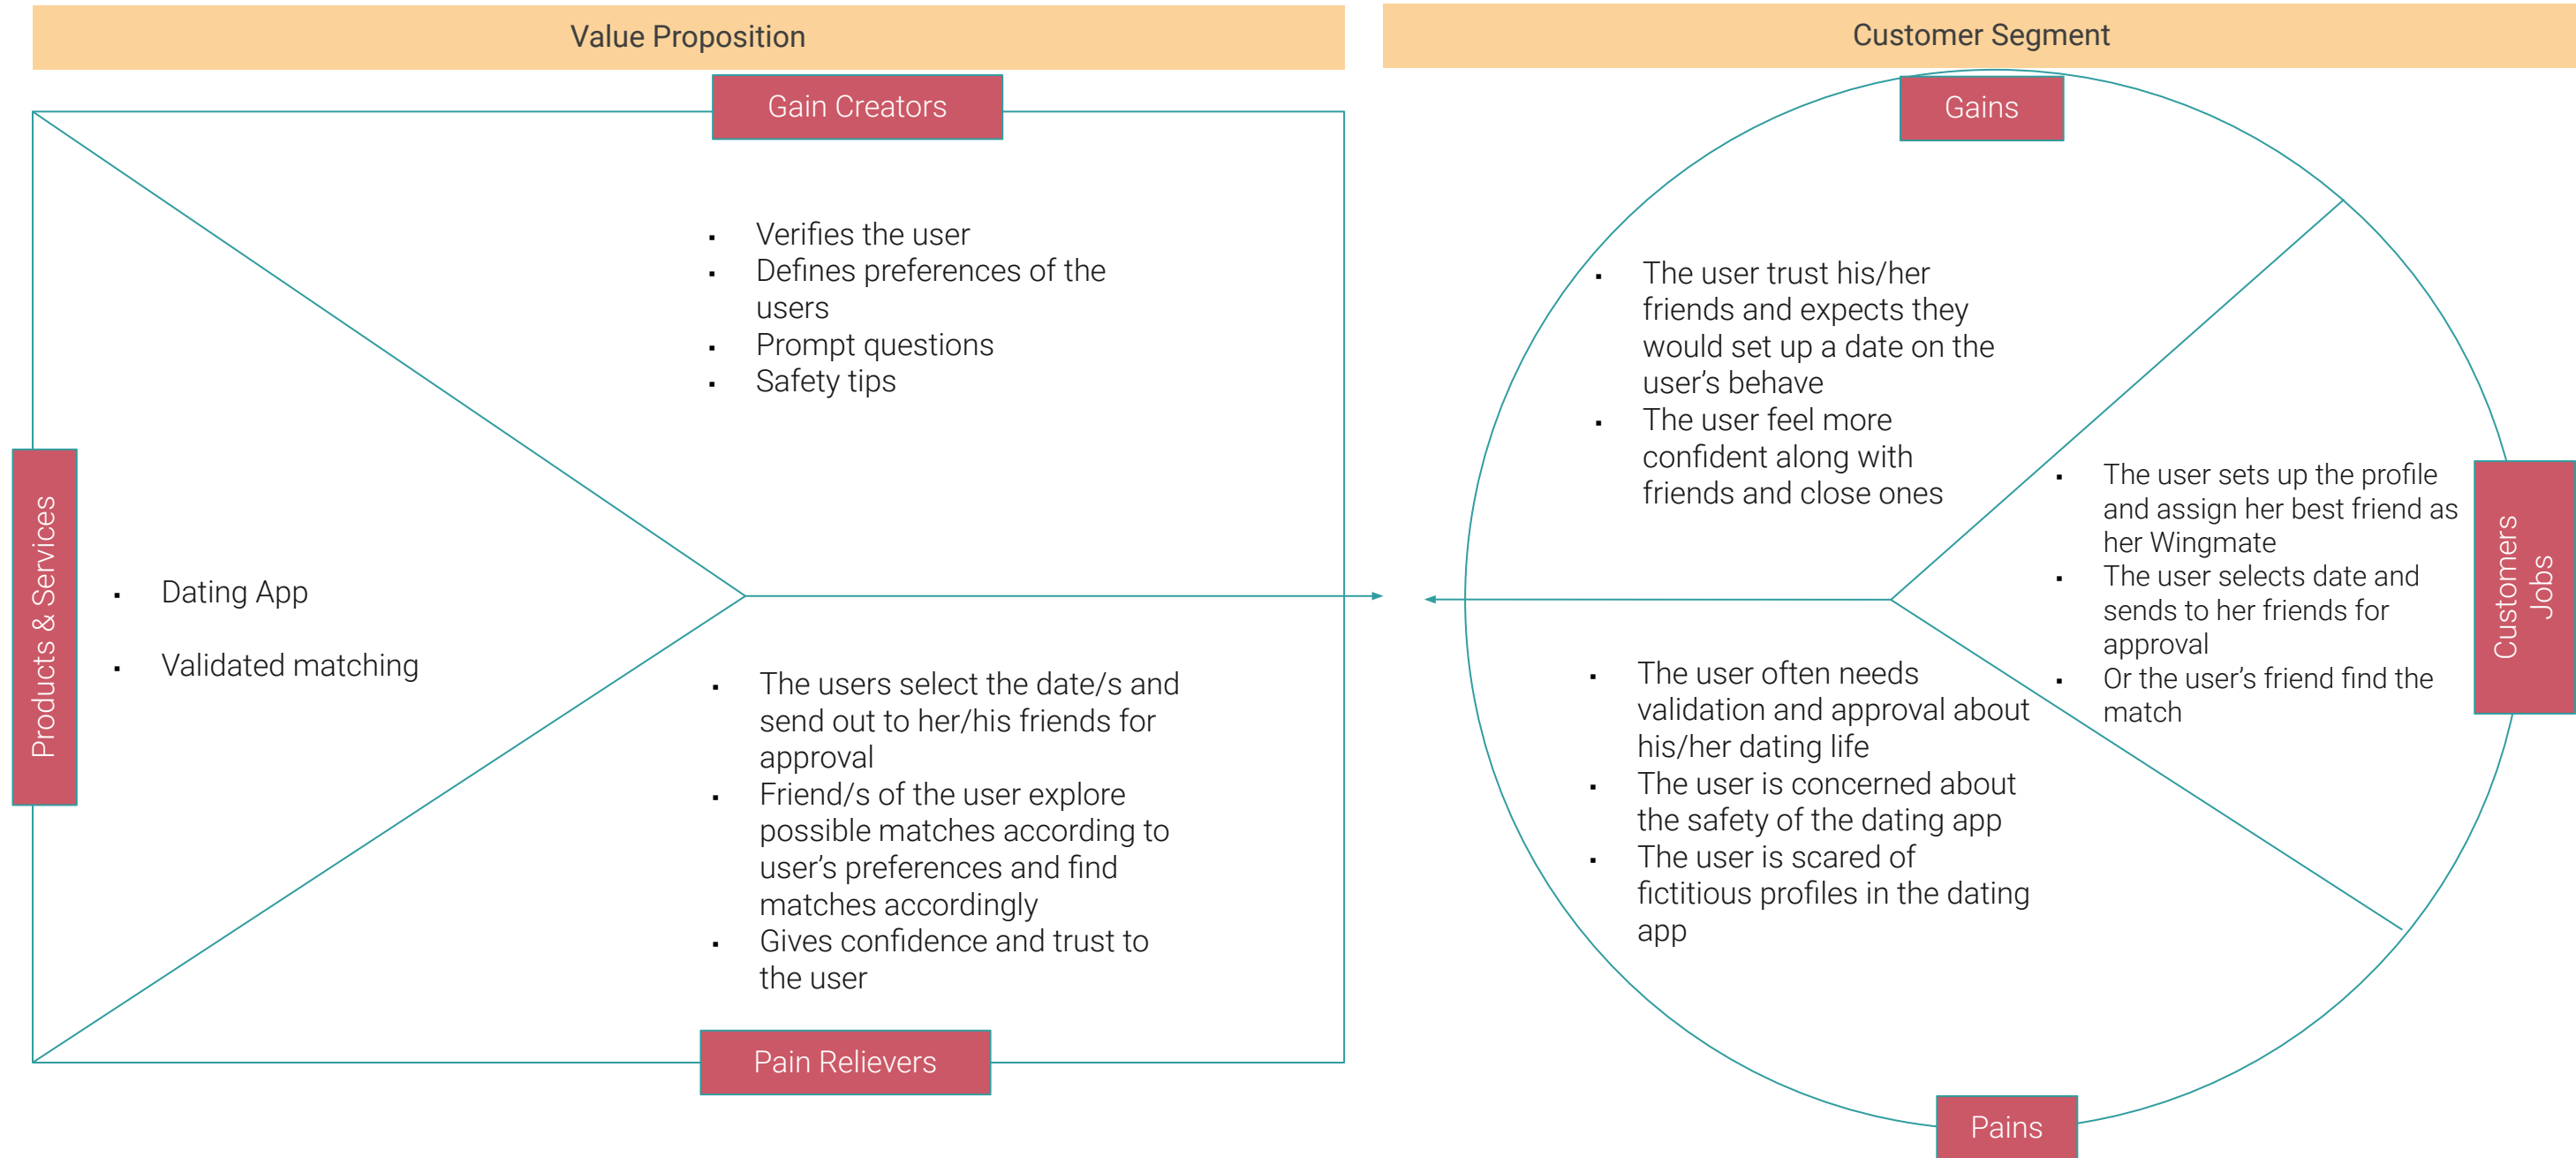 Value Proposition
Customer Segment
Gain Creators
▪ Verifies the user
▪ Defines preferences of the
users
▪ Prompt questions
▪ Safety tips
Products & Services
▪ Dating App
▪ Validated matching
▪ The users select the date/s and
send out to her/his friends for
approval
▪ Friend/s of the user explore
possible matches according to
user's preferences and find
matches accordingly
▪ Gives confidence and trust to
the user
Pain Relievers
Gains
▪ The user trust his/her
friends and expects they
would set up a date on the
user's behave
▪ The user feel more
confident along with
friends and close ones
▪ The user sets up the profile
and assign her best friend as
her Wingmate
▪ The user selects date and
sends to her friends for
approval
▪ Or the user's friend find the
match
Customers
Jobs
▪ The user often needs
validation and approval about
his/her dating life
▪ The user is concerned about
the safety of the dating app
▪ The user is scared of
fictitious profiles in the dating
app
Pains